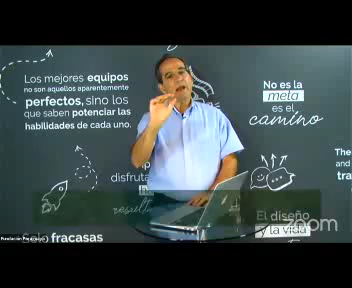 Los mejores equipos
no son aquellos aparentemente
perfectos, sino los
que saben potenciar las
habilidades de cada uno.
No es la
meta
es el
camino
The
and
tra
disfruta
resulta
El diseño
y la vida
zoom
fracasas